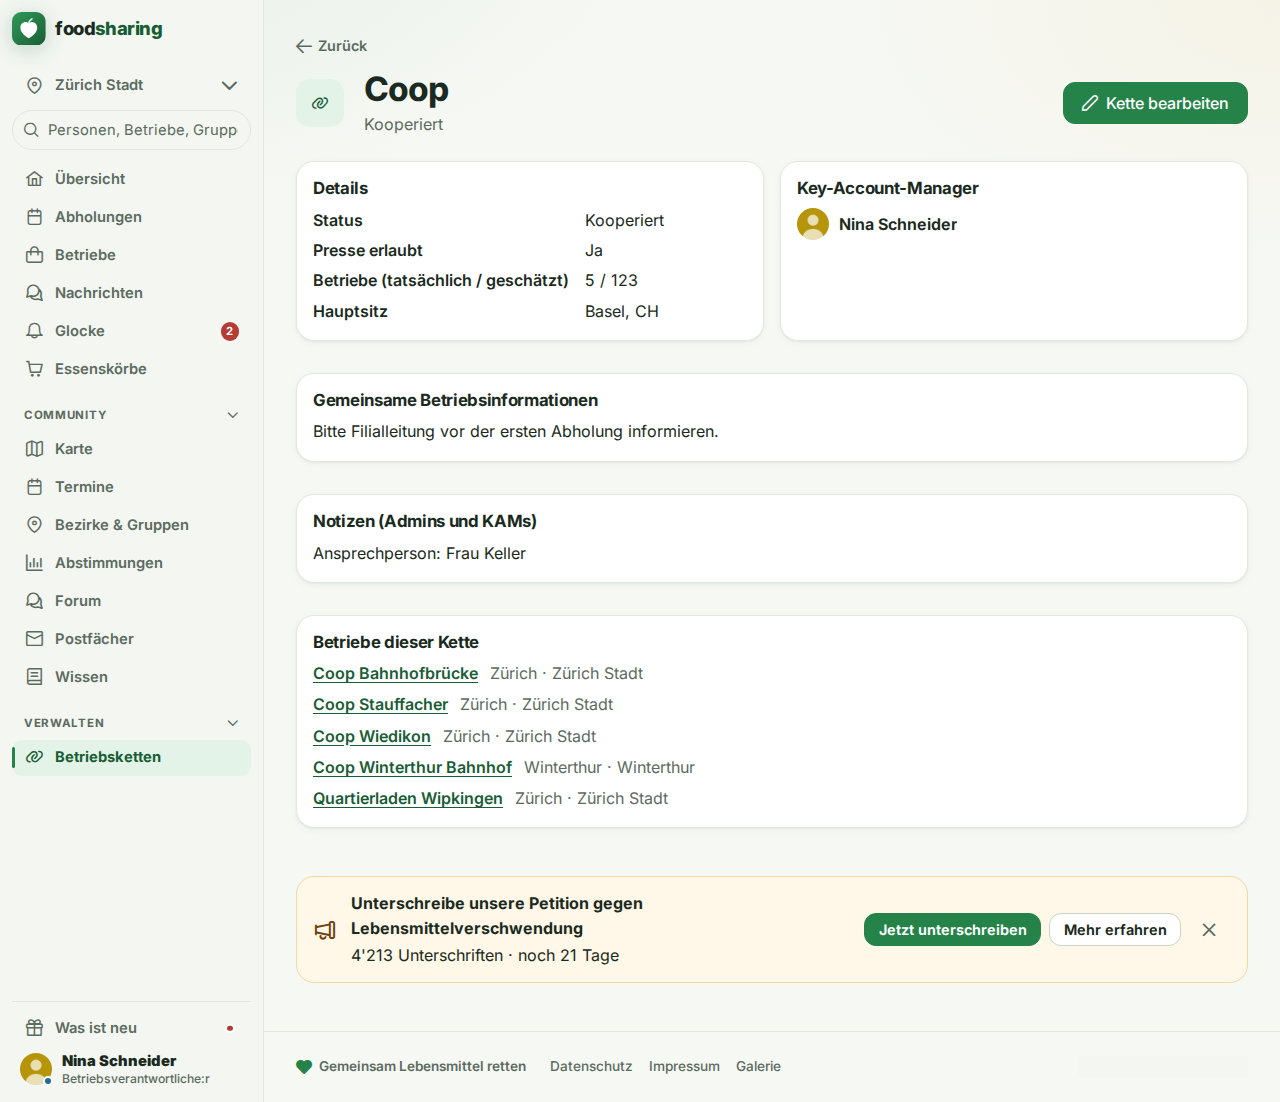 foodsharing
Zürich Stadt
Personen, Betriebe, Grupp
Übersicht
Abholungen
Betriebe
Nachrichten
Glocke 2
Essenskörbe
COMMUNITY
Karte
Termine
Bezirke & Gruppen
Abstimmungen
Forum
Postfächer
Wissen
VERWALTEN
Betriebsketten
Was ist neu
Nina Schneider
Betriebsverantwortliche:r
Zurück
Coop
Kooperiert
Kette bearbeiten
Details
Status Kooperiert
Presse erlaubt Ja
Betriebe (tatsächlich / geschätzt) 5 / 123
Hauptsitz Basel, CH
Key-Account-Manager
Nina Schneider
Gemeinsame Betriebsinformationen
Bitte Filialleitung vor der ersten Abholung informieren.
Notizen (Admins und KAMs)
Ansprechperson: Frau Keller
Betriebe dieser Kette
Coop Bahnhofbrücke Zürich · Zürich Stadt
Coop Stauffacher Zürich · Zürich Stadt
Coop Wiedikon Zürich · Zürich Stadt
Coop Winterthur Bahnhof Winterthur · Winterthur
Quartierladen Wipkingen Zürich · Zürich Stadt
Unterschreibe unsere Petition gegen
Lebensmittelverschwendung
4'213 Unterschriften · noch 21 Tage
Jetzt unterschreiben
Mehr erfahren
Gemeinsam Lebensmittel retten Datenschutz Impressum Galerie